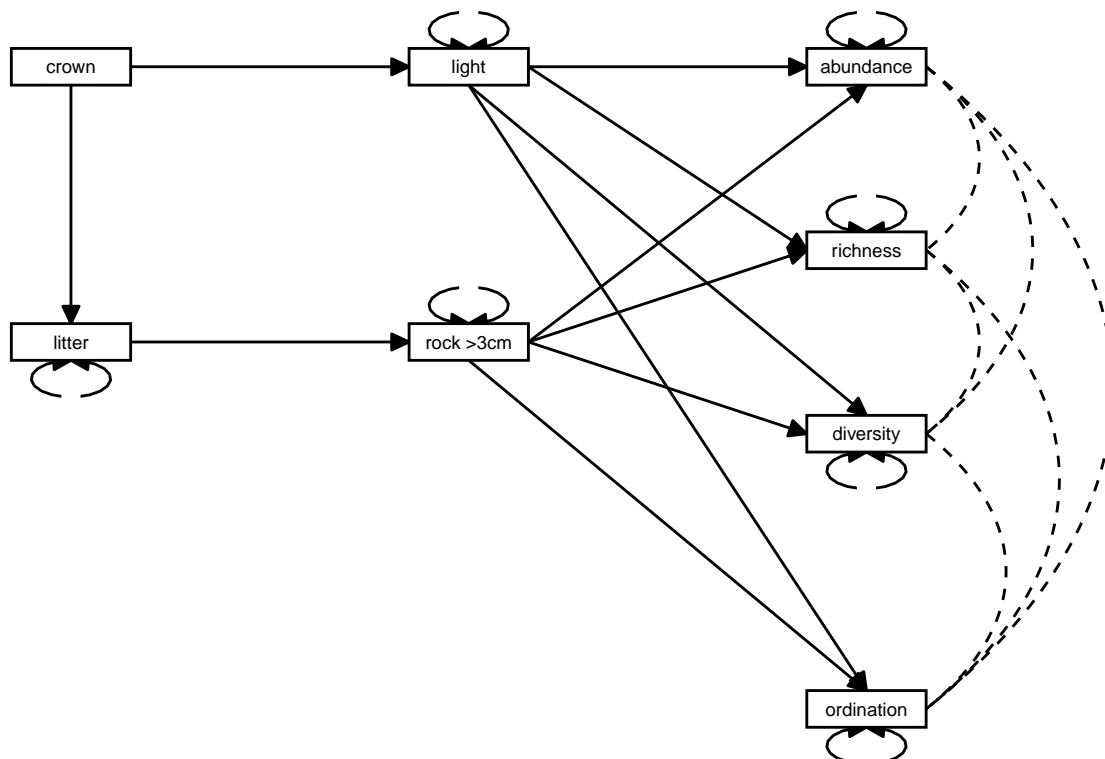 crown
light
abundance
richness
litter
rock >3cm
diversity
ordination